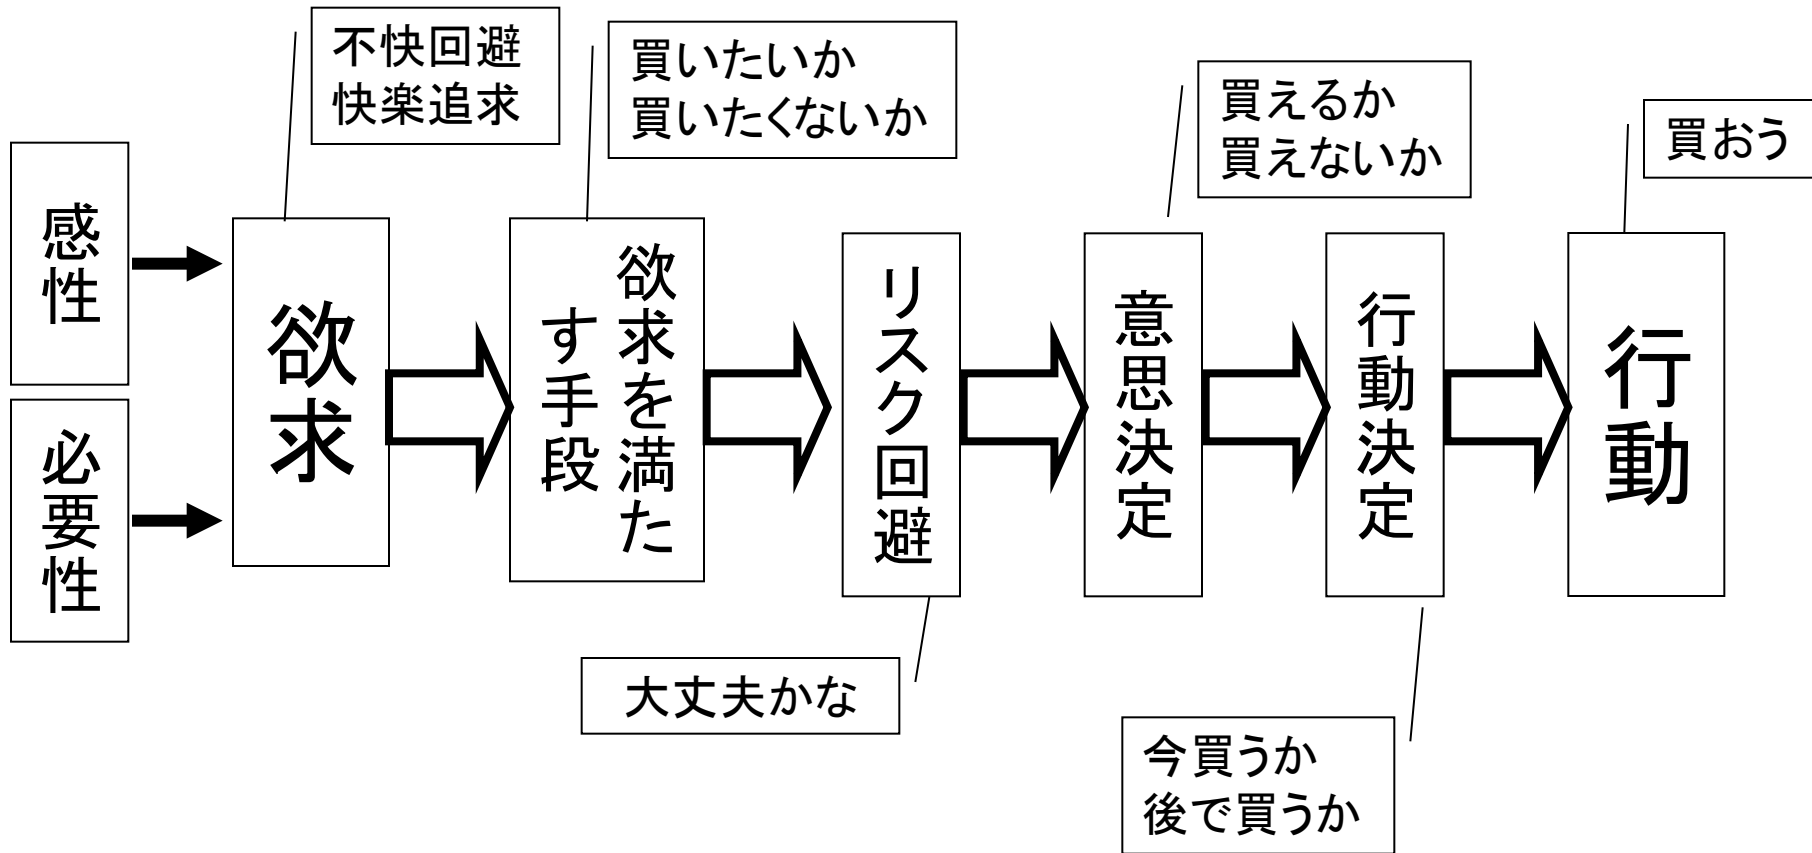 不快回避
快楽追求
買いたいか
買いたくないか
買えるか
買えないか
買おう
感性
必要性
欲求
欲求を満た
す手段
リスク回避
意思決定
行動決定
行動
大丈夫かな
今買うか
後で買うか